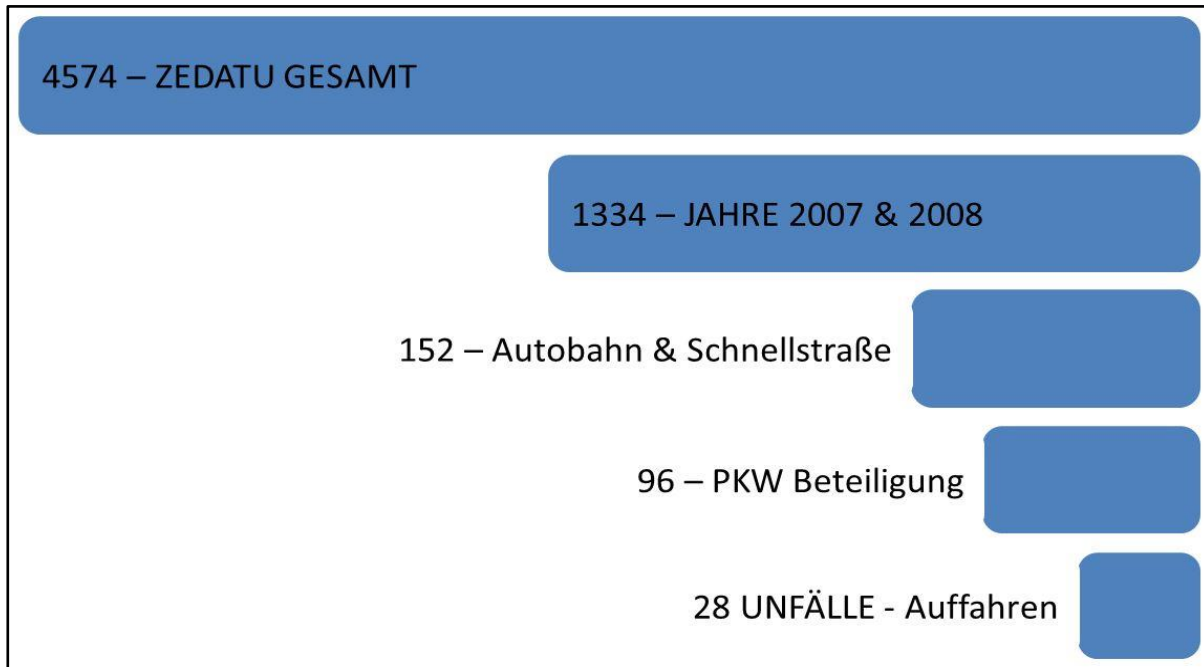 4574 – ZEDATU GESAMT
1334 – JAHRE 2007 & 2008
152 – Autobahn & Schnellstraße
96 – PKW Beteiligung
28 UNFÄLLE - Auffahren